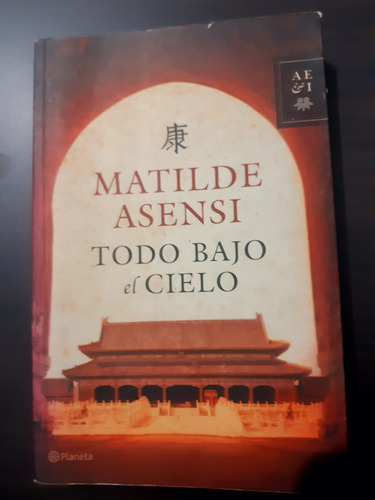 AE
&I
康
MATILDE
ASENSI
TODO BAJO
el CIELO
Planeta